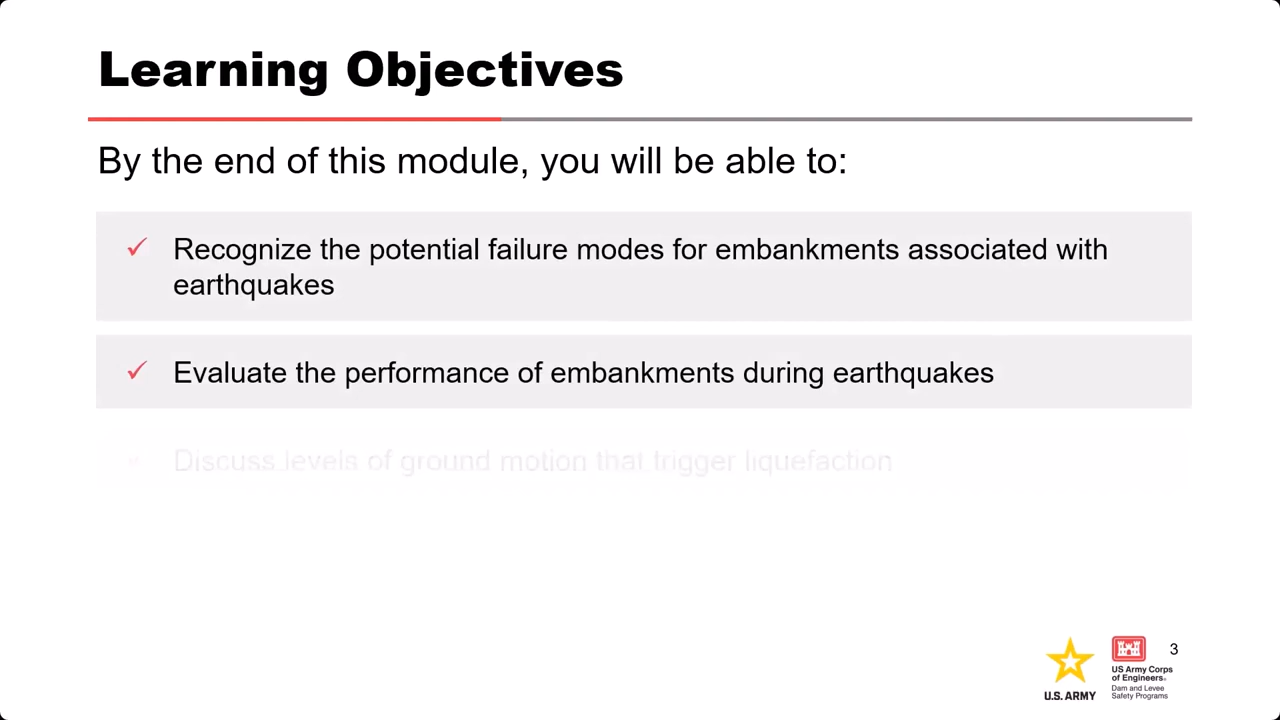 Learning Objectives
By the end of this module, you will be able to:
Recognize the potential failure modes for embankments associated with
earthquakes
Evaluate the performance of embankments during earthquakes
Discuss levels of ground motion that trigger liquefaction
3
U.S. ARMY
US Army Corps
of Engineers®
Dam and Levee
Safety Programs